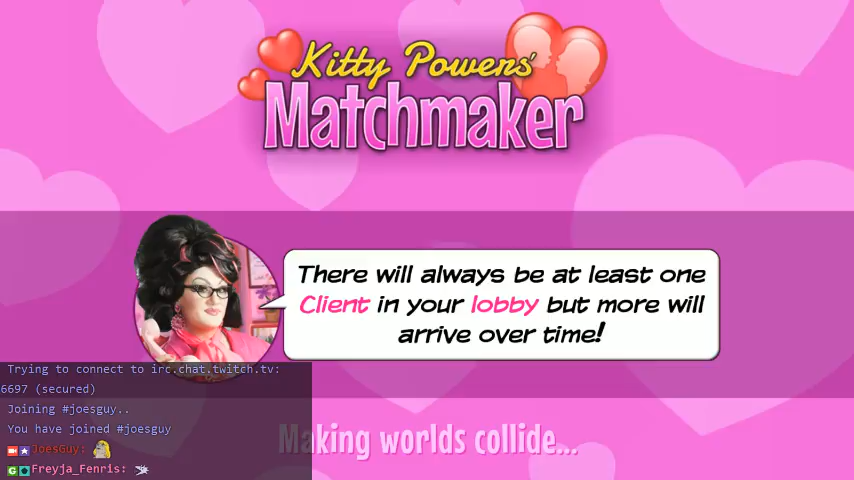 Kitty Powers'
Matchmaker
There will always be at least one
Client in your lobby but more will
arrive over time!
Trying to connect to irc.chat.twitch.tv:
6697 (secured)
Joining #joesguy..
You have joined #joesguy
JoesGuy:
G Freyja_Fenris:
Making worlds collide...